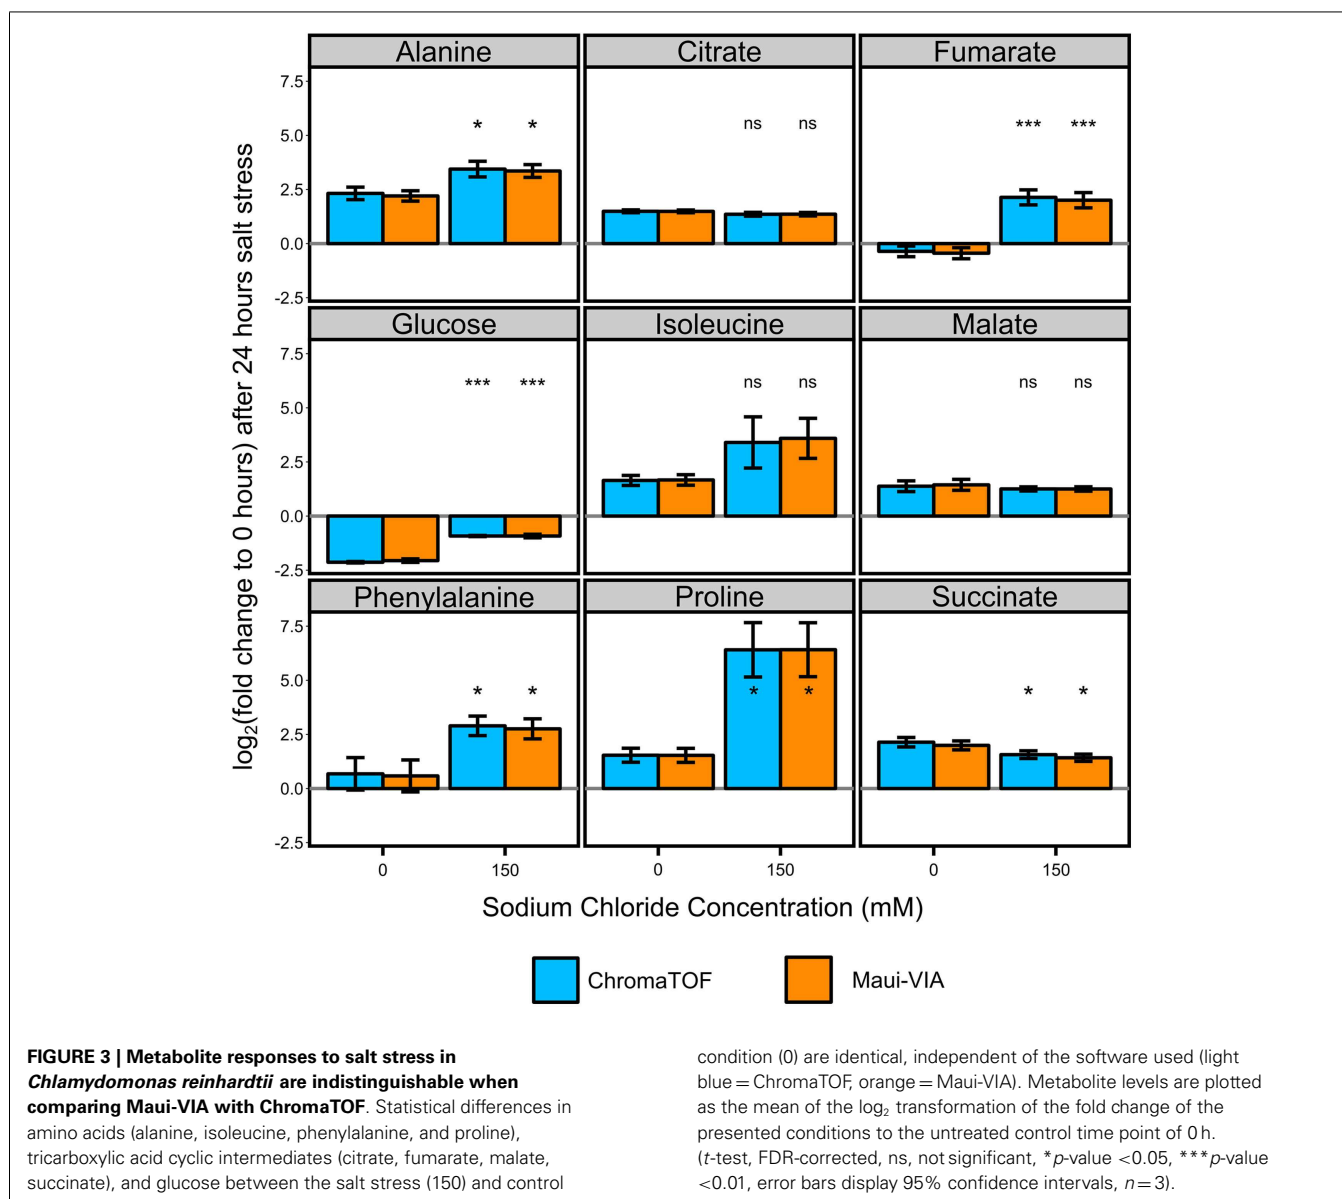 Alanine
Citrate
Fumarate
7.5
5.0
2.5
0.0
-2.5
* *
ns ns
*** ***
Glucose
Isoleucine
Malate
7.5
5.0
2.5
0.0
-2.5
*** ***
ns ns
ns ns
Phenylalanine
Proline
Succinate
7.5
5.0
2.5
0.0
-2.5
* *
* *
* *
log₂(fold change to 0 hours) after 24 hours salt stress
0 150
0 150
0 150
Sodium Chloride Concentration (mM)
ChromaTOF
Maui-VIA
FIGURE 3 | Metabolite responses to salt stress in
Chlamydomonas reinhardtii are indistinguishable when
comparing Maui-VIA with ChromaTOF. Statistical differences in
amino acids (alanine, isoleucine, phenylalanine, and proline),
tricarboxylic acid cyclic intermediates (citrate, fumarate, malate,
succinate), and glucose between the salt stress (150) and control
condition (0) are identical, independent of the software used (light
blue = ChromaTOF, orange = Maui-VIA). Metabolite levels are plotted
as the mean of the log₂ transformation of the fold change of the
presented conditions to the untreated control time point of 0 h.
(t-test, FDR-corrected, ns, not significant, *p-value <0.05, ***p-value
<0.01, error bars display 95% confidence intervals, n = 3).